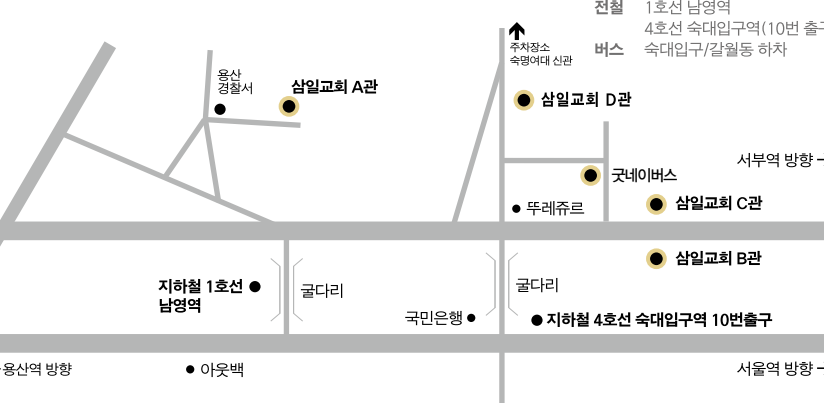 전철 1호선 남영역
4호선 숙대입구역(10번 출구
버스 숙대입구/갈월동 하차
주차장소
숙명여대 신관
용산
경찰서
삼일교회 A관
삼일교회 D관
서부역 방향
굿네이버스
삼일교회 C관
뚜레쥬르
삼일교회 B관
지하철 1호선
남영역
굴다리
굴다리
국민은행
지하철 4호선 숙대입구역 10번출구
용산역 방향
아웃백
서울역 방향